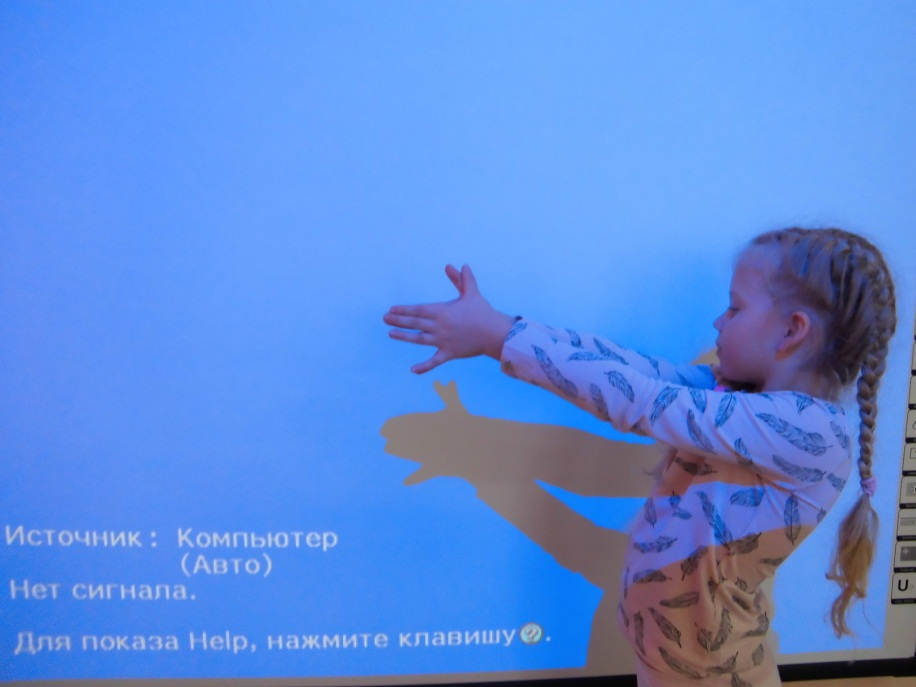 Источник: Компьютер
(Авто)
Нет сигнала.
Для показа Help, нажмите клавишу?.
U